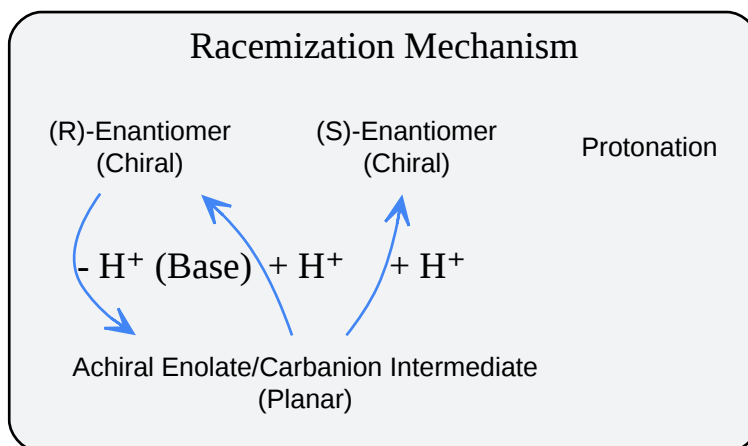 Racemization Mechanism
(R)-Enantiomer
(Chiral)
(S)-Enantiomer
(Chiral)
Protonation
- H⁺ (Base)
+ H⁺
+ H⁺
Achiral Enolate/Carbanion Intermediate
(Planar)